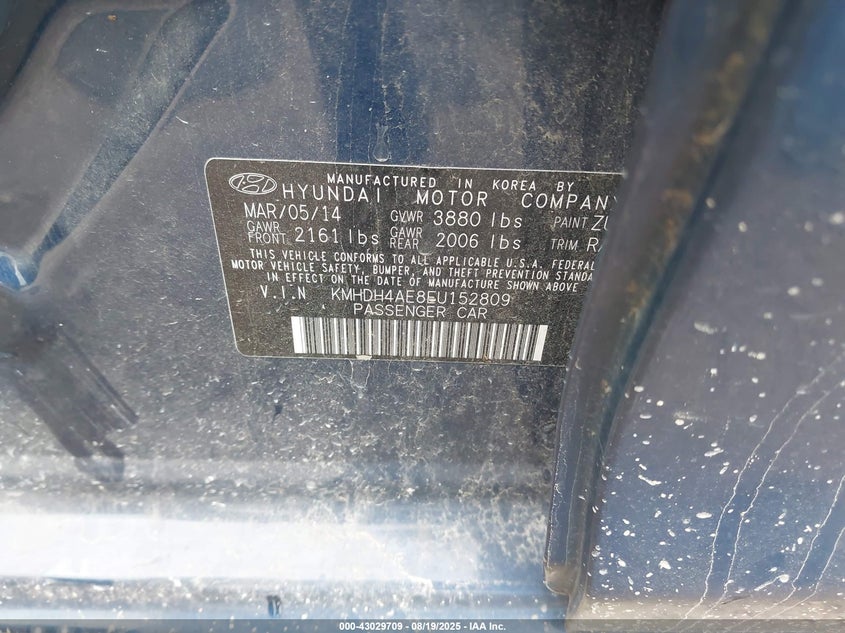 MANUFACTURED IN KOREA BY
HYUNDAI MOTOR COMPANY
MAR/05/14 GVWR 3880 lbs PAINT ZU
GAWR FRONT 2161 lbs GAWR REAR 2006 lbs TRIM R
THIS VEHICLE CONFORMS TO ALL APPLICABLE U.S.A. FEDERAL
MOTOR VEHICLE SAFETY, BUMPER, AND THEFT PREVENTION STANDA
IN EFFECT ON THE DATE OF MANUFACTURE SHOWN ABOVE
V.I.N KMHDH4AE8EU152809
PASSENGER CAR
000-43029709 - 08/19/2025 - IAA Inc.